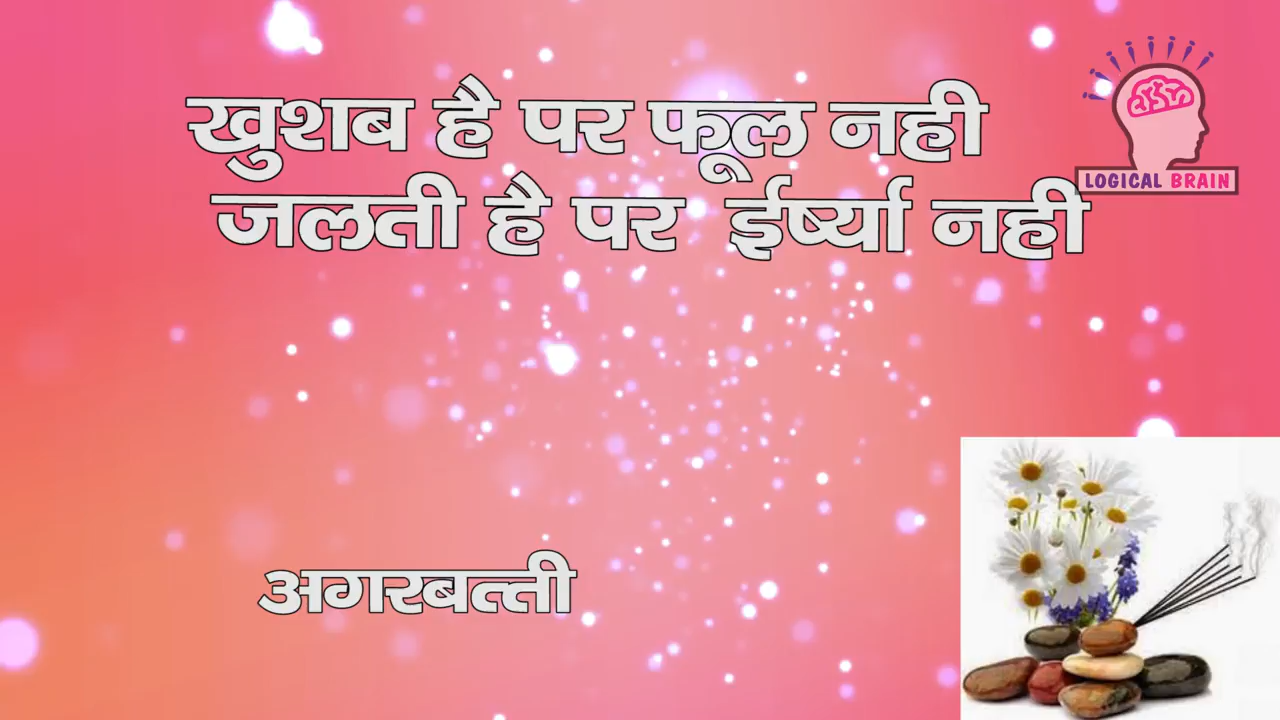 खुशब है पर फूल नही
जलती है पर ईर्ष्या नही
LOGICAL BRAIN
अगरबत्ती